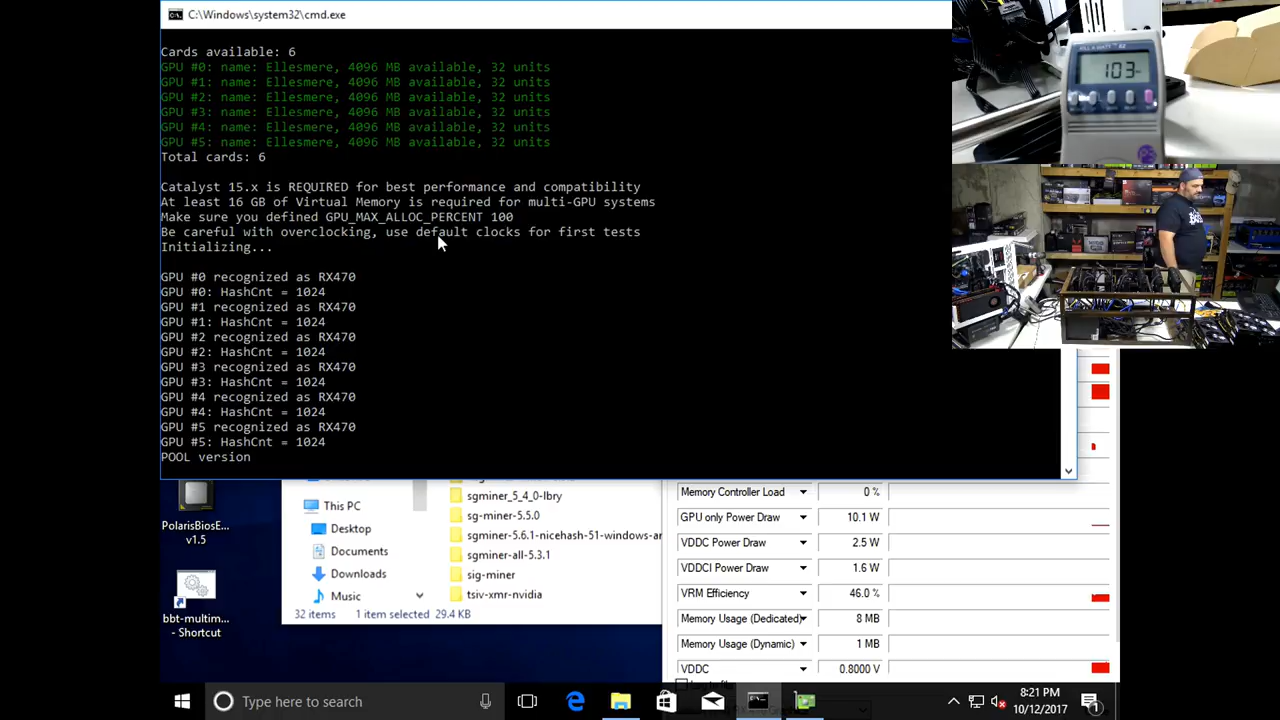 C:\Windows\system32\cmd.exe
Cards available: 6
GPU #0: name: Ellesmere, 4096 MB available, 32 units
GPU #1: name: Ellesmere, 4096 MB available, 32 units
GPU #2: name: Ellesmere, 4096 MB available, 32 units
GPU #3: name: Ellesmere, 4096 MB available, 32 units
GPU #4: name: Ellesmere, 4096 MB available, 32 units
GPU #5: name: Ellesmere, 4096 MB available, 32 units
Total cards: 6
Catalyst 15.x is REQUIRED for best performance and compatibility
At least 16 GB of Virtual Memory is required for multi-GPU systems
Make sure you defined GPU_MAX_ALLOC_PERCENT 100
Be careful with overclocking, use default clocks for first tests
Initializing...
GPU #0 recognized as RX470
GPU #0: HashCnt = 1024
GPU #1 recognized as RX470
GPU #1: HashCnt = 1024
GPU #2 recognized as RX470
GPU #2: HashCnt = 1024
GPU #3 recognized as RX470
GPU #3: HashCnt = 1024
GPU #4 recognized as RX470
GPU #4: HashCnt = 1024
GPU #5 recognized as RX470
GPU #5: HashCnt = 1024
POOL version
103
PolarisBiosE...
v1.5
bbt-multim...
- Shortcut
This PC
Desktop
Documents
Downloads
Music
sgminer_5_4_0-lbry
sg-miner-5.5.0
sgminer-5.6.1-nicehash-51-windows-ar
sgminer-all-5.3.1
sig-miner
tsiv-xmr-nvidia
32 items 1 item selected 29.4 KB
Memory Controller Load 0 %
GPU only Power Draw 10.1 W
VDDC Power Draw 2.5 W
VDDCI Power Draw 1.6 W
VRM Efficiency 46.0 %
Memory Usage (Dedicated) 8 MB
Memory Usage (Dynamic) 1 MB
VDDC 0.8000 V
Type here to search
8:21 PM
10/12/2017
1